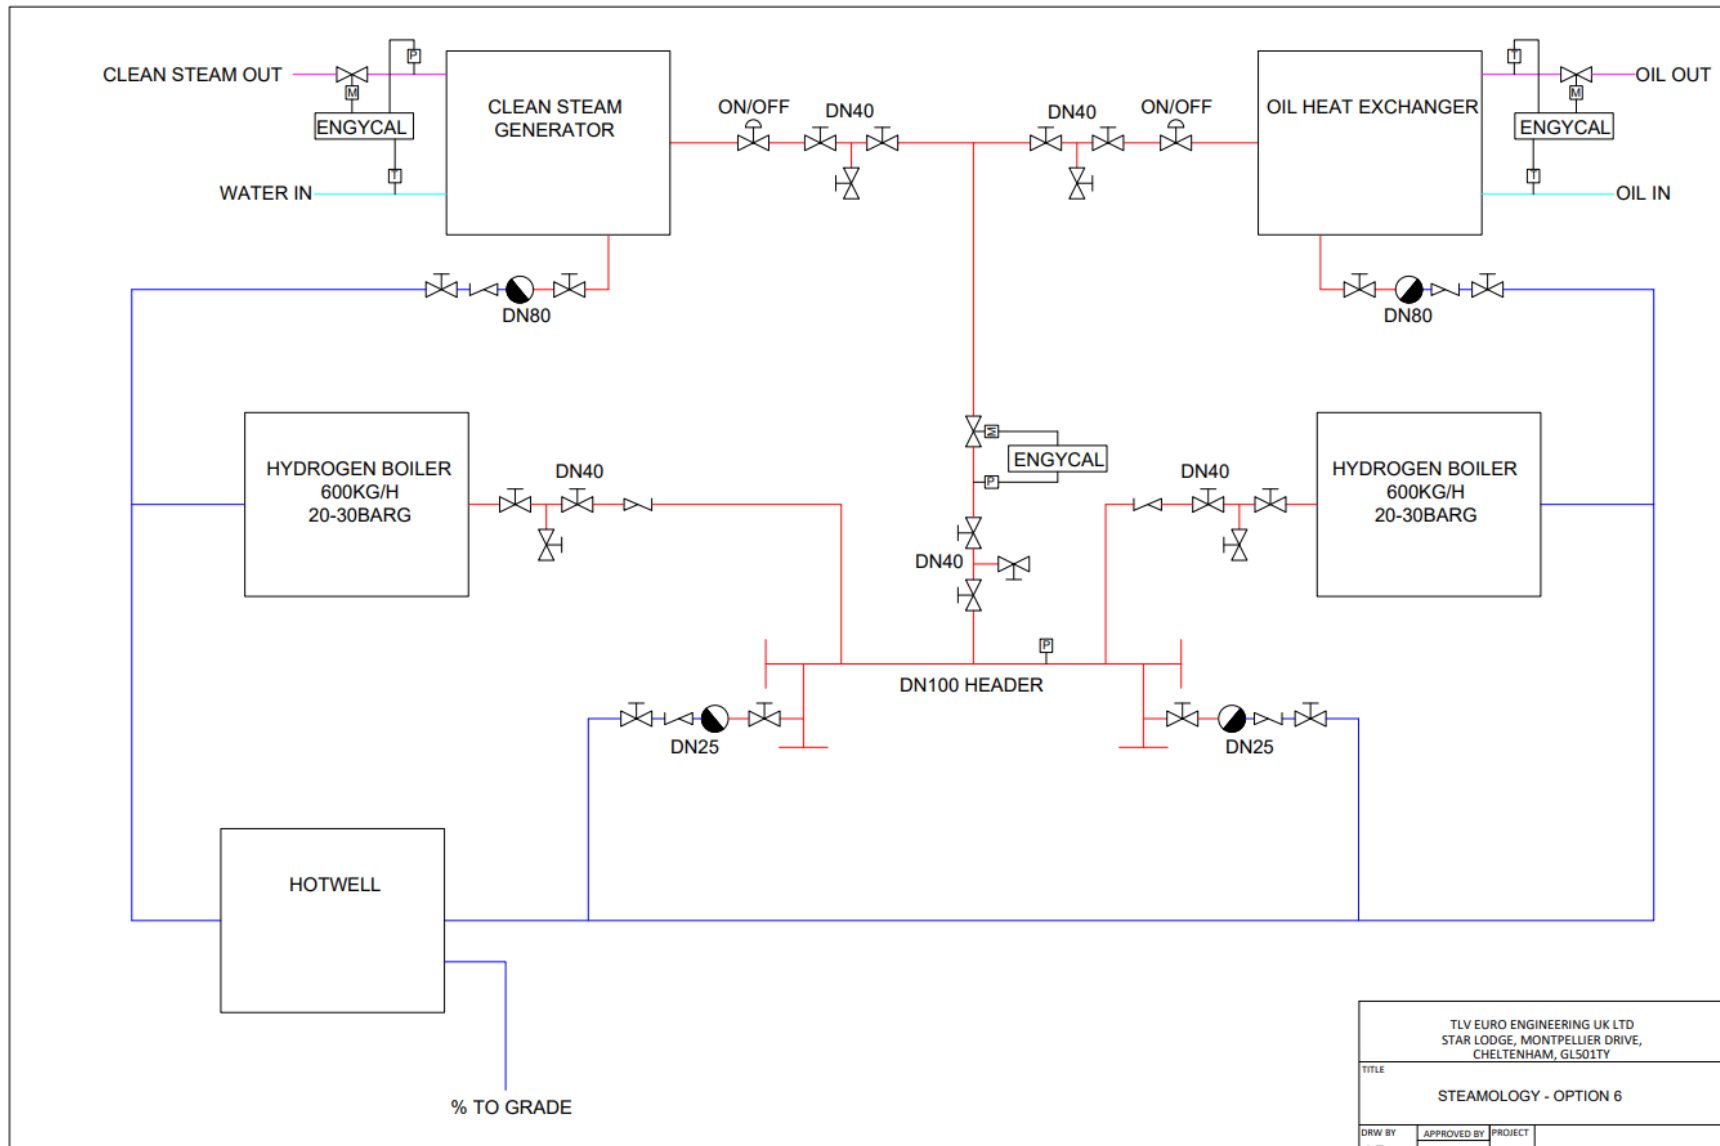 CLEAN STEAM OUT
P
M
ENGYCAL
T
WATER IN
CLEAN STEAM
GENERATOR
ON/OFF
DN40
DN40
ON/OFF
OIL HEAT EXCHANGER
T
M
OIL OUT
ENGYCAL
T
OIL IN
DN80
DN80
HYDROGEN BOILER
600KG/H
20-30BARG
DN40
M
ENGYCAL
P
DN40
DN40
HYDROGEN BOILER
600KG/H
20-30BARG
P
DN100 HEADER
DN25
DN25
HOTWELL
% TO GRADE
TLV EURO ENGINEERING UK LTD
STAR LODGE, MONTPELLIER DRIVE,
CHELTENHAM, GL501TY
TITLE
STEAMOLOGY - OPTION 6
DRW BY
APPROVED BY
PROJECT